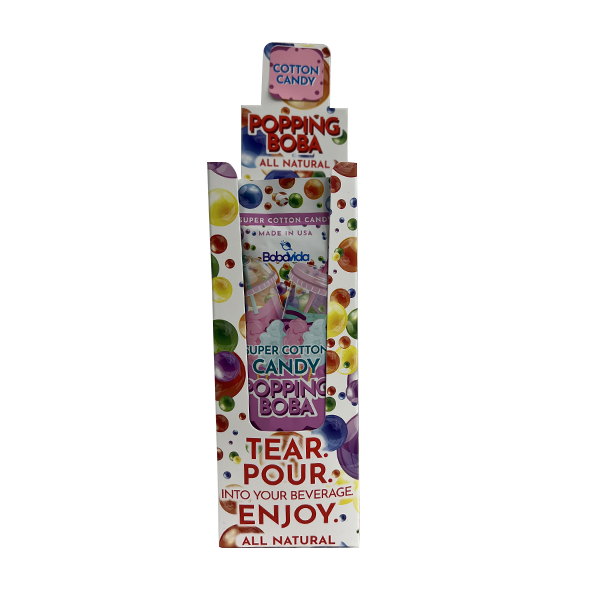 COTTON
CANDY
POPPING
BOBA
ALL NATURAL
SUPER COTTON CAND
MADE IN USA
BobaVida
SUPER COTTON
CANDY
POPPING
BOBA
TEAR.
POUR.
INTO YOUR BEVERAGE.
ENJOY.
ALL NATURAL